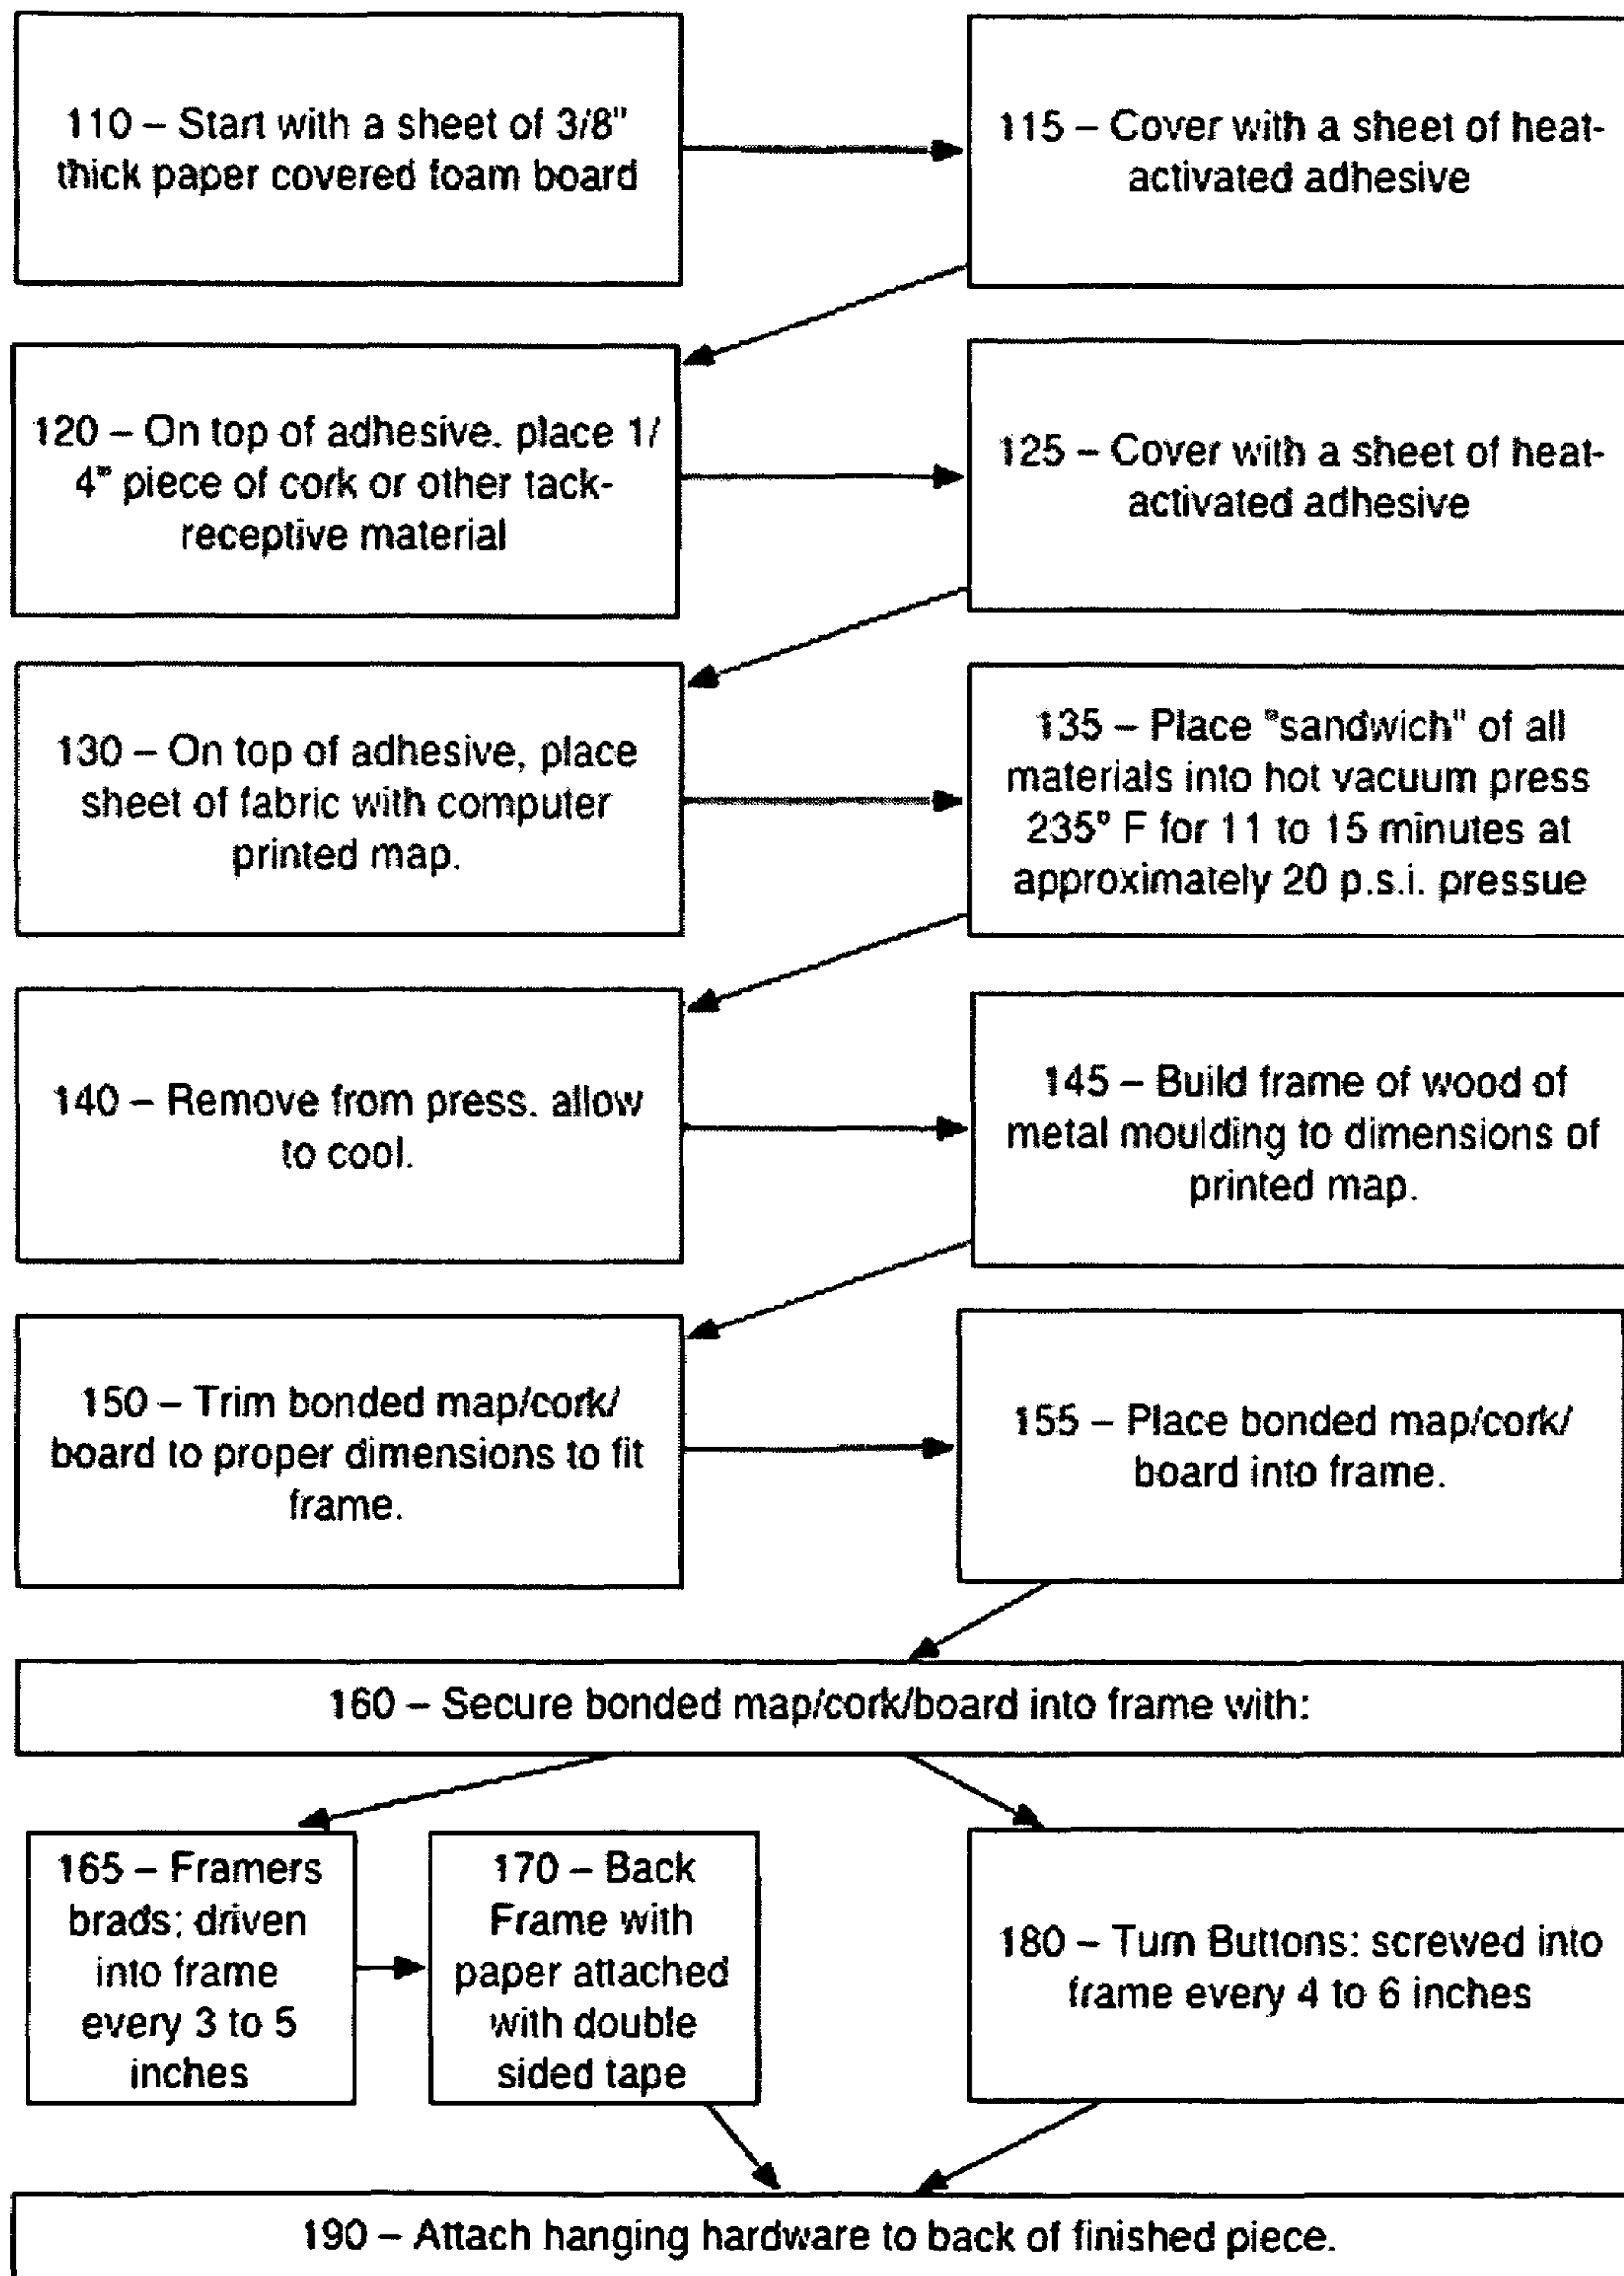 110 – Start with a sheet of 3/8"
thick paper covered foam board
115 – Cover with a sheet of heat-
activated adhesive
120 – On top of adhesive. place 1/
4" piece of cork or other tack-
receptive material
125 – Cover with a sheet of heat-
activated adhesive
130 – On top of adhesive, place
sheet of fabric with computer
printed map.
135 – Place "sandwich" of all
materials into hot vacuum press
235° F for 11 to 15 minutes at
approximately 20 p.s.i. pressue
140 – Remove from press. allow
to cool.
145 – Build frame of wood of
metal moulding to dimensions of
printed map.
150 – Trim bonded map/cork/
board to proper dimensions to fit
frame.
155 – Place bonded map/cork/
board into frame.
160 – Secure bonded map/cork/board into frame with:
165 – Framers
brads; driven
into frame
every 3 to 5
inches
170 – Back
Frame with
paper attached
with double
sided tape
180 – Turn Buttons: screwed into
frame every 4 to 6 inches
190 – Attach hanging hardware to back of finished piece.